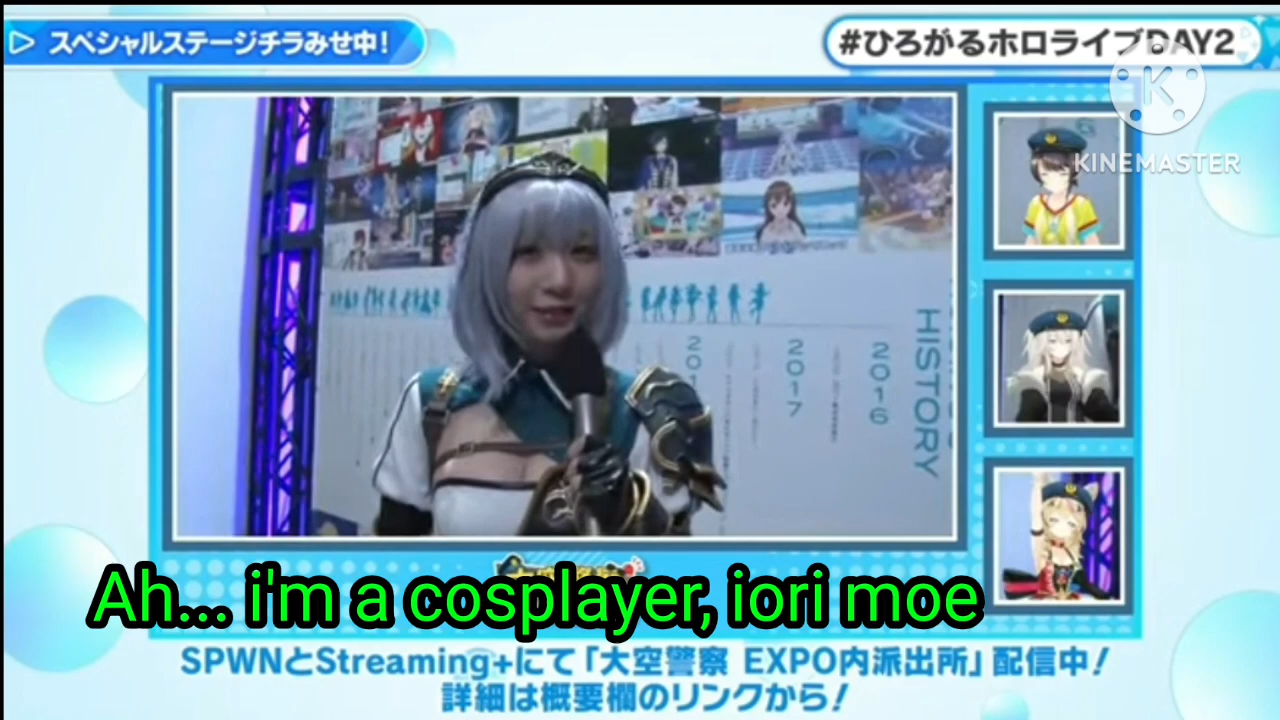 スペシャルステージチラみせ中!
#ひろがるホロライブDAY2
KINEMASTER
HISTORY
2017
2016
Ah... i'm a cosplayer, iori moe
SPWNとStreaming+にて「大空警察 EXPO内派出所」配信中!
詳細は概要欄のリンクから!